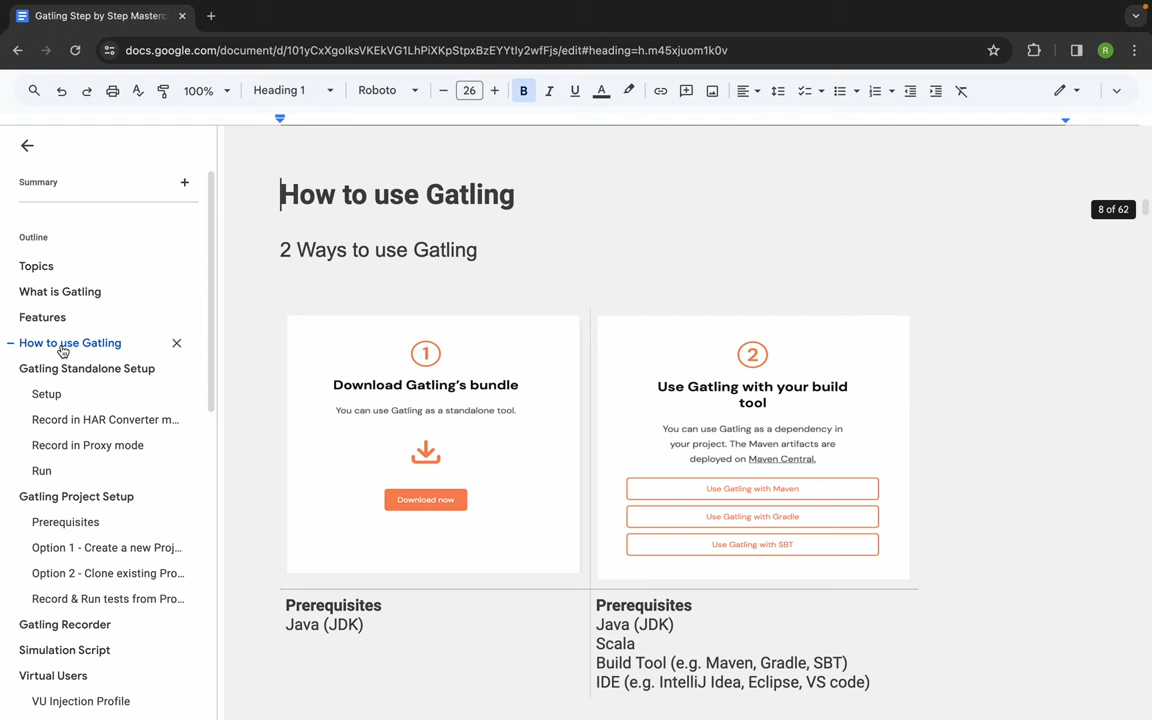 Gatling Step by Step Masterc
docs.google.com/document/d/101yCxXgolksVKEkVG1LhPiXKpStpxBzEYYtly2wfFjs/edit#heading=h.m45xjuom1k0v
R
100%
Heading 1
Roboto
26
B
I
U
A
Summary
Outline
Topics
What is Gatling
Features
How to use Gatling
Gatling Standalone Setup
Setup
Record in HAR Converter m...
Record in Proxy mode
Run
Gatling Project Setup
Prerequisites
Option 1 - Create a new Proj...
Option 2 - Clone existing Pro...
Record & Run tests from Pro...
Gatling Recorder
Simulation Script
Virtual Users
VU Injection Profile
How to use Gatling
8 of 62
2 Ways to use Gatling
1
Download Gatling's bundle
You can use Gatling as a standalone tool.
Download now
2
Use Gatling with your build
tool
You can use Gatling as a dependency in
your project. The Maven artifacts are
deployed on Maven Central.
Use Gatling with Maven
Use Gatling with Gradle
Use Gatling with SBT
Prerequisites
Java (JDK)
Prerequisites
Java (JDK)
Scala
Build Tool (e.g. Maven, Gradle, SBT)
IDE (e.g. IntelliJ Idea, Eclipse, VS code)